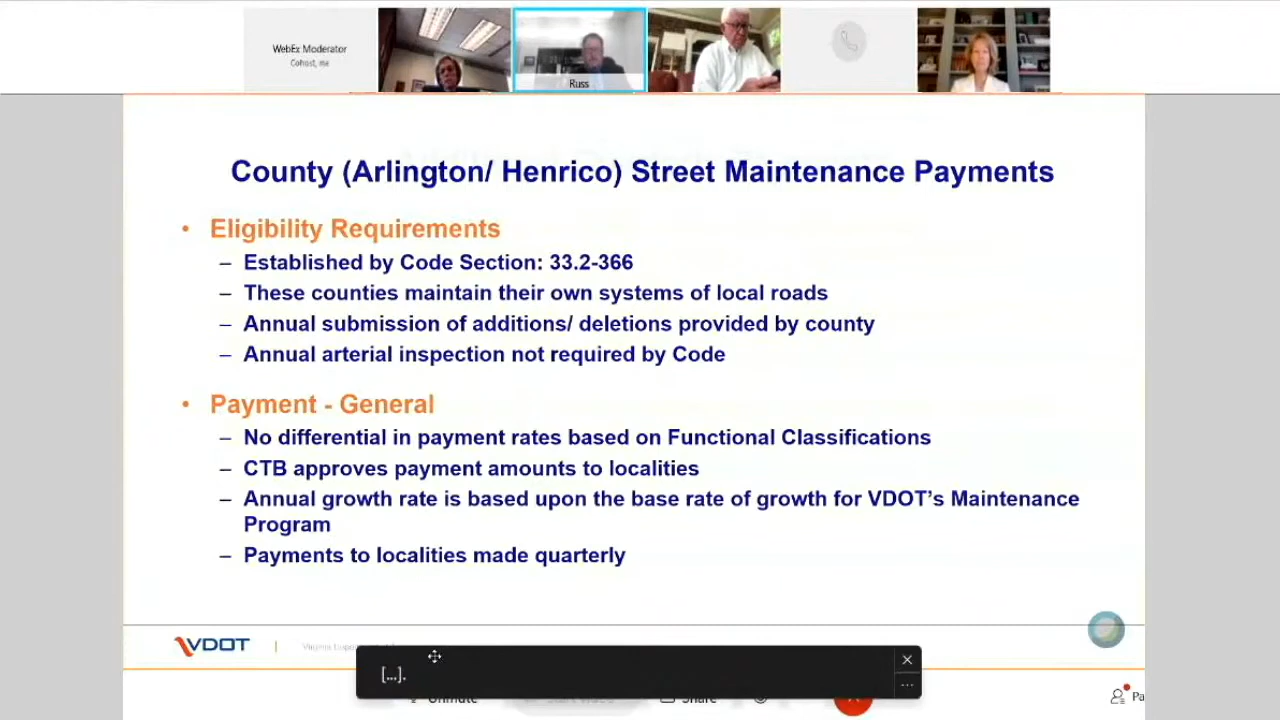 WebEx Moderator
Cohost, me
Russ
County (Arlington/ Henrico) Street Maintenance Payments
• Eligibility Requirements
– Established by Code Section: 33.2-366
– These counties maintain their own systems of local roads
– Annual submission of additions/ deletions provided by county
– Annual arterial inspection not required by Code
• Payment - General
– No differential in payment rates based on Functional Classifications
– CTB approves payment amounts to localities
– Annual growth rate is based upon the base rate of growth for VDOT's Maintenance
Program
– Payments to localities made quarterly
VDOT
[...].
Unmute
Share
Pa